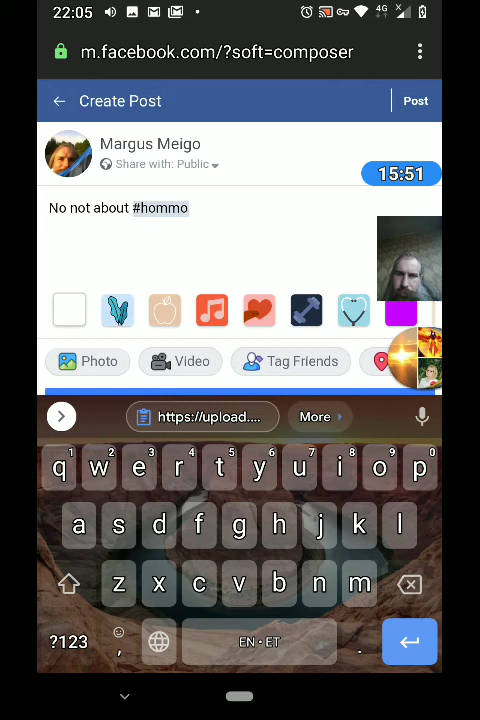 22:05
4G
m.facebook.com/?soft=composer
Create Post
Post
Margus Meigo
Share with: Public
15:51
No not about #hommo
Photo
Video
Tag Friends
https://upload....
More
1 2 3 4 5 6 7 8 9 0
q w e r t y u i o p
a s d f g h j k l
z x c v b n m
?123 , EN • ET .